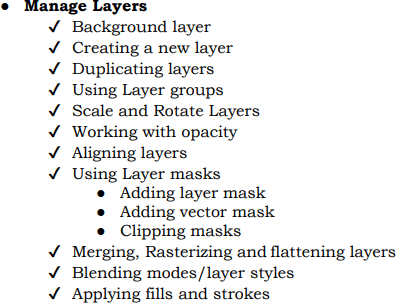 ● Manage Layers
✓ Background layer
✓ Creating a new layer
✓ Duplicating layers
✓ Using Layer groups
✓ Scale and Rotate Layers
✓ Working with opacity
✓ Aligning layers
✓ Using Layer masks
● Adding layer mask
● Adding vector mask
● Clipping masks
✓ Merging, Rasterizing and flattening layers
✓ Blending modes/layer styles
✓ Applying fills and strokes